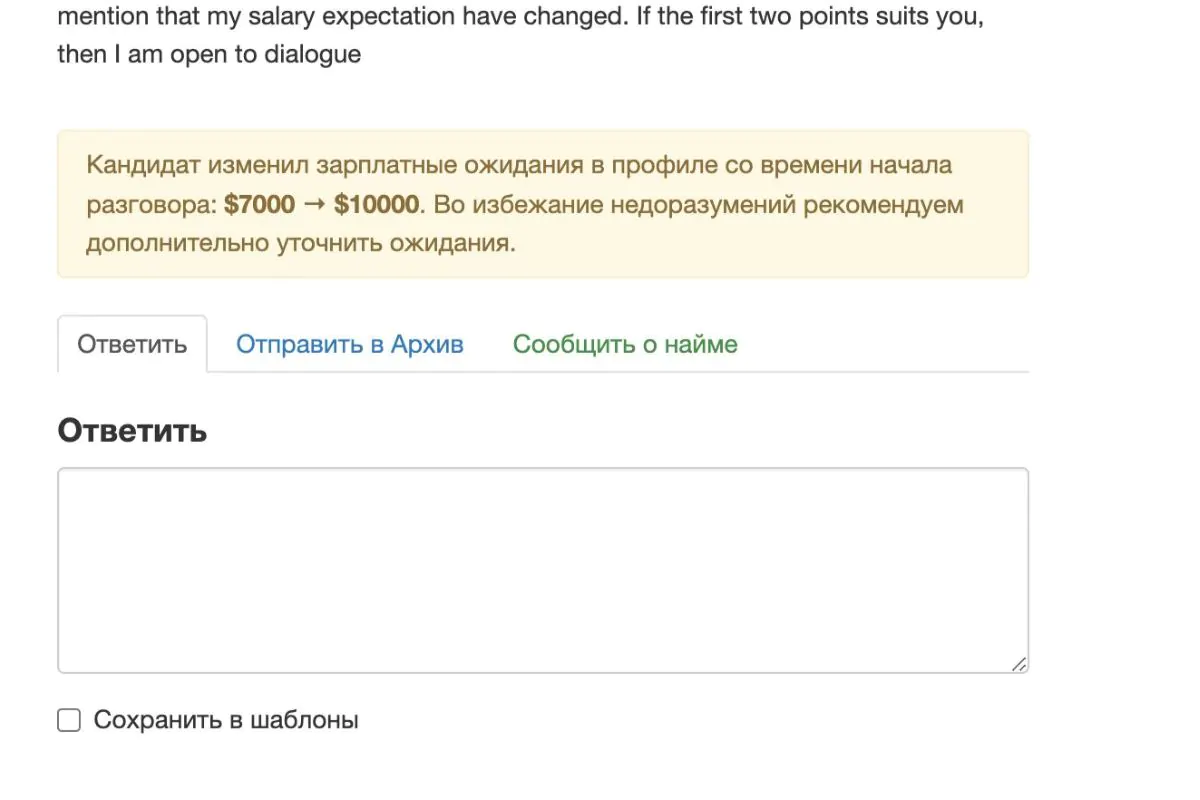 mention that my salary expectation have changed. If the first two points suits you,
then I am open to dialogue
Кандидат изменил зарплатные ожидания в профиле со времени начала
разговора: $7000 → $10000. Во избежание недоразумений рекомендуем
дополнительно уточнить ожидания.
Ответить Отправить в Архив Сообщить о найме
Ответить
Сохранить в шаблоны